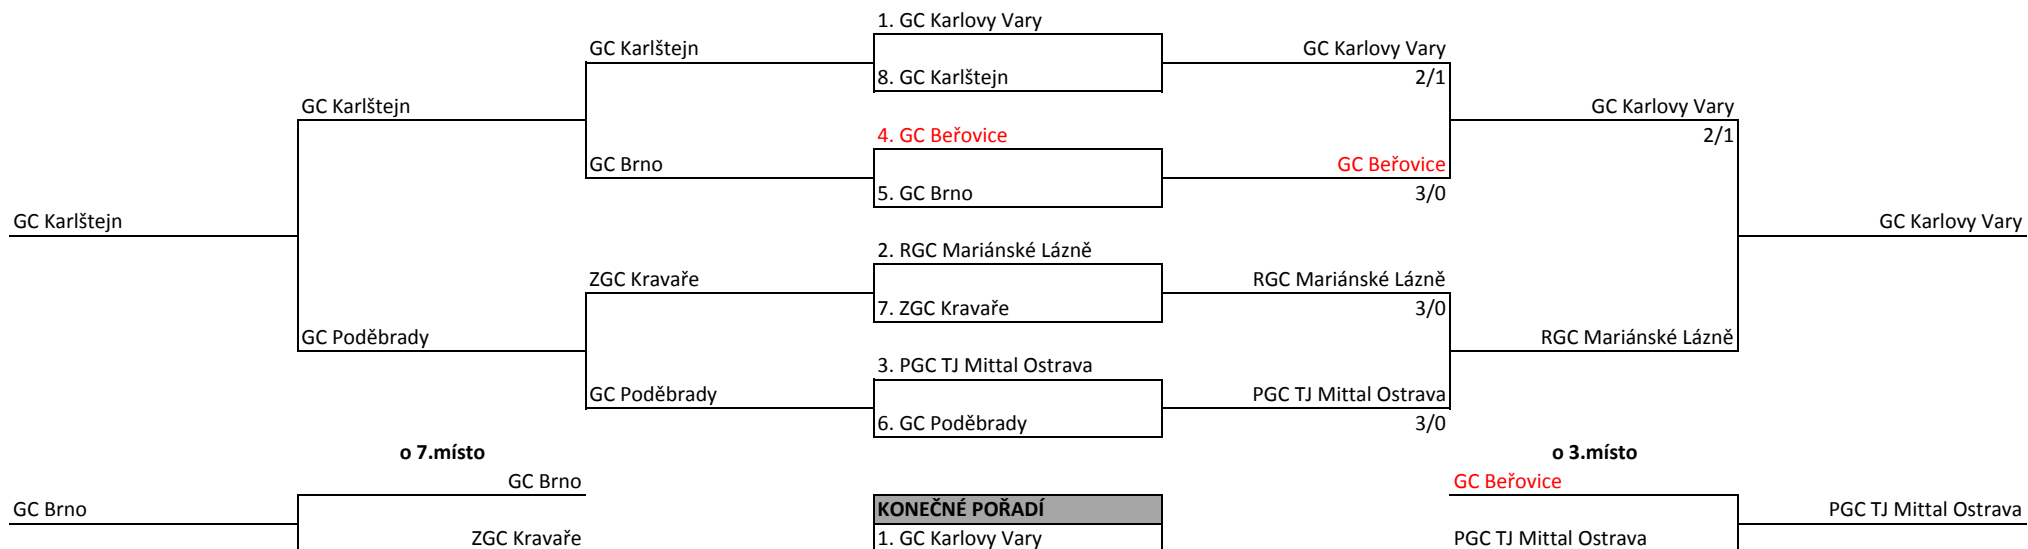 1. GC Karlovy Vary
GC Karlštejn
GC Karlovy Vary
8. GC Karlštejn
2/1
GC Karlštejn
GC Karlovy Vary
4. GC Beřovice
2/1
GC Brno
GC Beřovice
5. GC Brno
3/0
GC Karlštejn
GC Karlovy Vary
2. RGC Mariánské Lázně
ZGC Kravaře
RGC Mariánské Lázně
7. ZGC Kravaře
3/0
GC Poděbrady
RGC Mariánské Lázně
3. PGC TJ Mittal Ostrava
GC Poděbrady
PGC TJ Mittal Ostrava
6. GC Poděbrady
3/0
o 7.místo
o 3.místo
GC Brno
GC Beřovice
GC Brno
KONEČNÉ POŘADÍ
PGC TJ Mittal Ostrava
ZGC Kravaře
1. GC Karlovy Vary
PGC TJ Mittal Ostrava